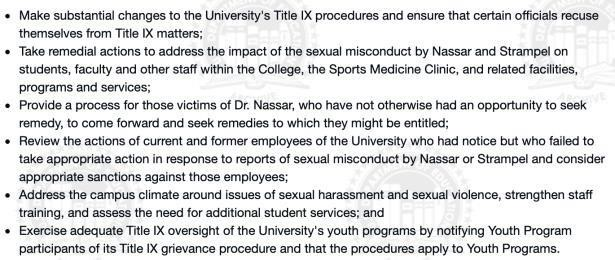 • Make substantial changes to the University's Title IX procedures and ensure that certain officials recuse
themselves from Title IX matters;
• Take remedial actions to address the impact of the sexual misconduct by Nassar and Strampel on
students, faculty and other staff within the College, the Sports Medicine Clinic, and related facilities,
programs and services;
• Provide a process for those victims of Dr. Nassar, who have not otherwise had an opportunity to seek
remedy, to come forward and seek remedies to which they might be entitled;
• Review the actions of current and former employees of the University who had notice but who failed to
take appropriate action in response to reports of sexual misconduct by Nassar or Strampel and consider
appropriate sanctions against those employees;
• Address the campus climate around issues of sexual harassment and sexual violence, strengthen staff
training, and assess the need for additional student services; and
• Exercise adequate Title IX oversight of the University's youth programs by notifying Youth Program
participants of its Title IX grievance procedure and that the procedures apply to Youth Programs.